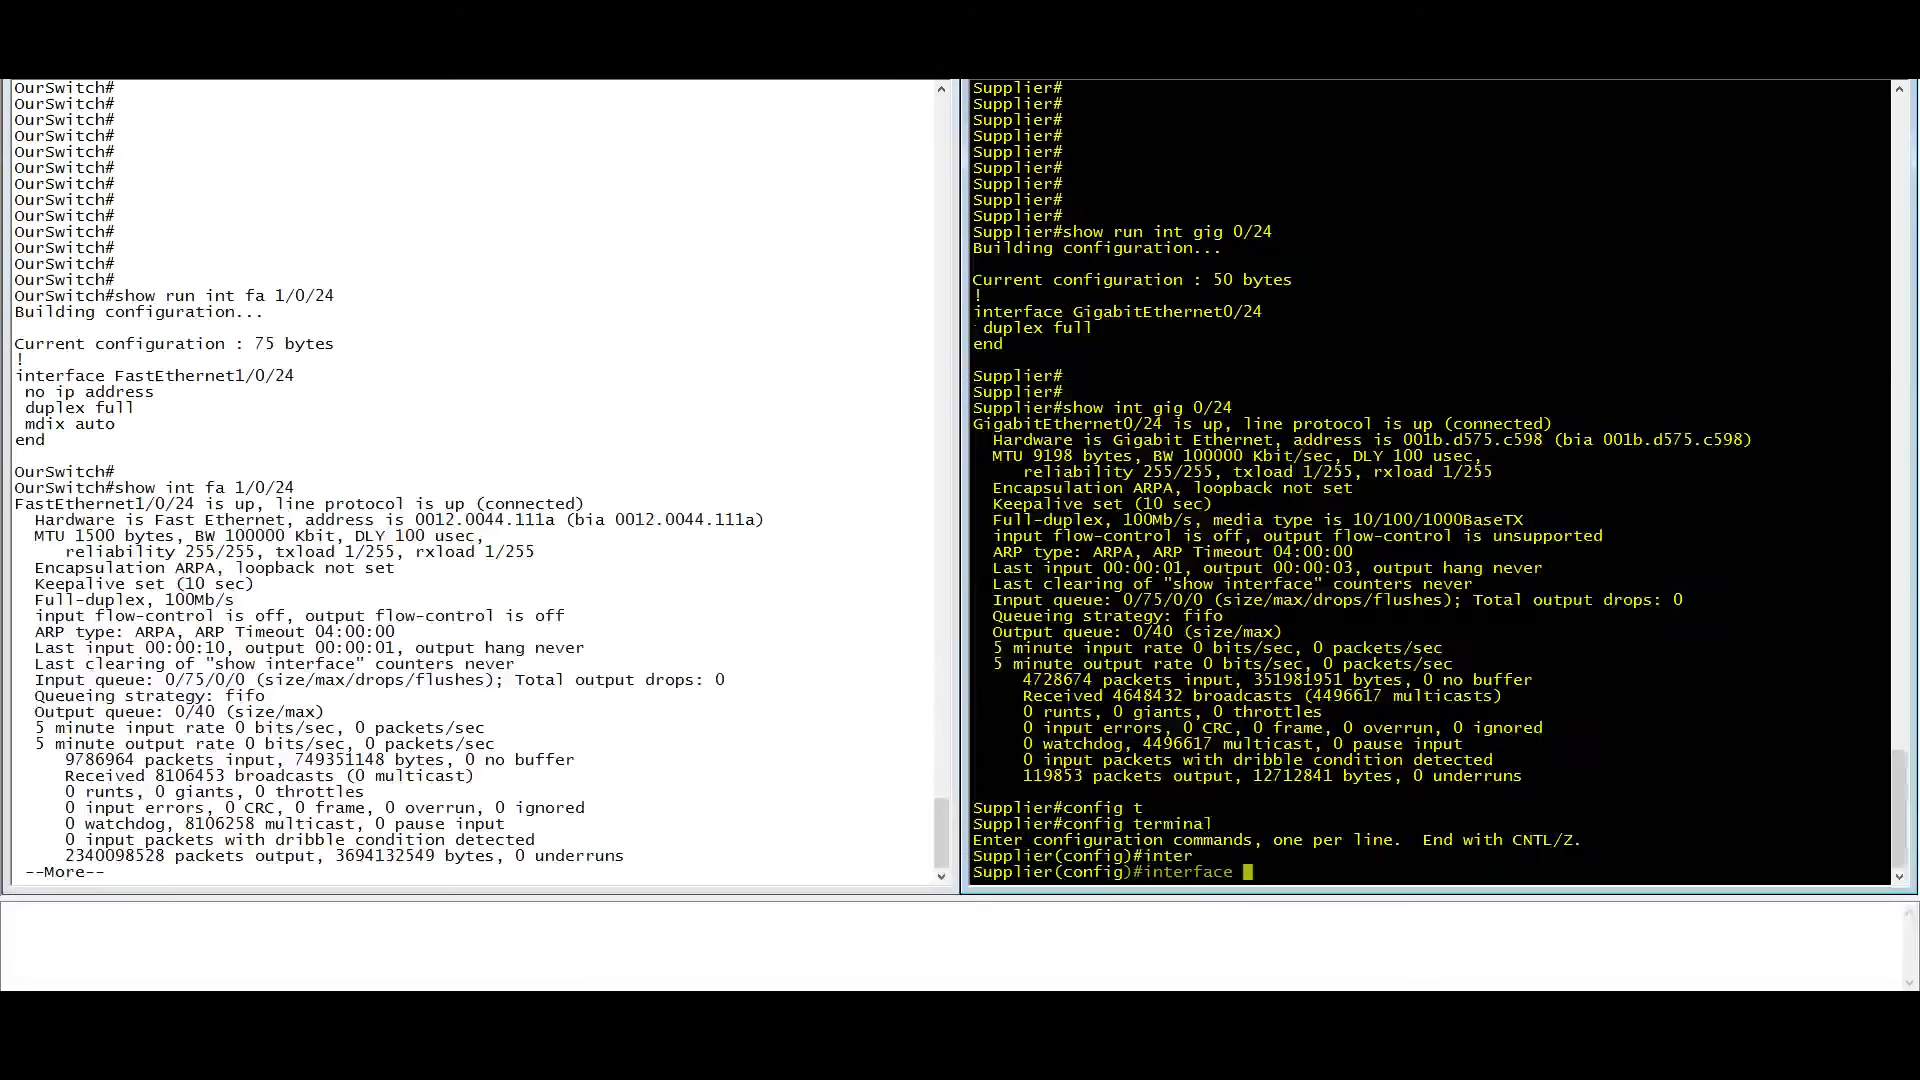 OurSwitch#
OurSwitch#
OurSwitch#
OurSwitch#
OurSwitch#
OurSwitch#
OurSwitch#
OurSwitch#
OurSwitch#
OurSwitch#
OurSwitch#
OurSwitch#
OurSwitch#
OurSwitch#show run int fa 1/0/24
Building configuration...
Current configuration : 75 bytes
!
interface FastEthernet1/0/24
no ip address
duplex full
mdix auto
end
OurSwitch#
OurSwitch#show int fa 1/0/24
FastEthernet1/0/24 is up, line protocol is up (connected)
Hardware is Fast Ethernet, address is 0012.0044.111a (bia 0012.0044.111a)
MTU 1500 bytes, BW 100000 Kbit, DLY 100 usec,
reliability 255/255, txload 1/255, rxload 1/255
Encapsulation ARPA, loopback not set
Keepalive set (10 sec)
Full-duplex, 100Mb/s
input flow-control is off, output flow-control is off
ARP type: ARPA, ARP Timeout 04:00:00
Last input 00:00:10, output 00:00:01, output hang never
Last clearing of "show interface" counters never
Input queue: 0/75/0/0 (size/max/drops/flushes); Total output drops: 0
Queueing strategy: fifo
Output queue: 0/40 (size/max)
5 minute input rate 0 bits/sec, 0 packets/sec
5 minute output rate 0 bits/sec, 0 packets/sec
9786964 packets input, 749351148 bytes, 0 no buffer
Received 8106453 broadcasts (0 multicast)
0 runts, 0 giants, 0 throttles
0 input errors, 0 CRC, 0 frame, 0 overrun, 0 ignored
0 watchdog, 8106258 multicast, 0 pause input
0 input packets with dribble condition detected
2340098528 packets output, 3694132549 bytes, 0 underruns
--More--
Supplier#
Supplier#
Supplier#
Supplier#
Supplier#
Supplier#
Supplier#
Supplier#
Supplier#
Supplier#show run int gig 0/24
Building configuration...
Current configuration : 50 bytes
!
interface GigabitEthernet0/24
duplex full
end
Supplier#
Supplier#
Supplier#show int gig 0/24
GigabitEthernet0/24 is up, line protocol is up (connected)
Hardware is Gigabit Ethernet, address is 001b.d575.c598 (bia 001b.d575.c598)
MTU 9198 bytes, BW 100000 Kbit/sec, DLY 100 usec,
reliability 255/255, txload 1/255, rxload 1/255
Encapsulation ARPA, loopback not set
Keepalive set (10 sec)
Full-duplex, 100Mb/s, media type is 10/100/1000BaseTX
input flow-control is off, output flow-control is unsupported
ARP type: ARPA, ARP Timeout 04:00:00
Last input 00:00:01, output 00:00:03, output hang never
Last clearing of "show interface" counters never
Input queue: 0/75/0/0 (size/max/drops/flushes); Total output drops: 0
Queueing strategy: fifo
Output queue: 0/40 (size/max)
5 minute input rate 0 bits/sec, 0 packets/sec
5 minute output rate 0 bits/sec, 0 packets/sec
4728674 packets input, 351981951 bytes, 0 no buffer
Received 4648432 broadcasts (4496617 multicasts)
0 runts, 0 giants, 0 throttles
0 input errors, 0 CRC, 0 frame, 0 overrun, 0 ignored
0 watchdog, 4496617 multicast, 0 pause input
0 input packets with dribble condition detected
119853 packets output, 12712841 bytes, 0 underruns
Supplier#config t
Supplier#config terminal
Enter configuration commands, one per line.  End with CNTL/Z.
Supplier(config)#inter
Supplier(config)#interface